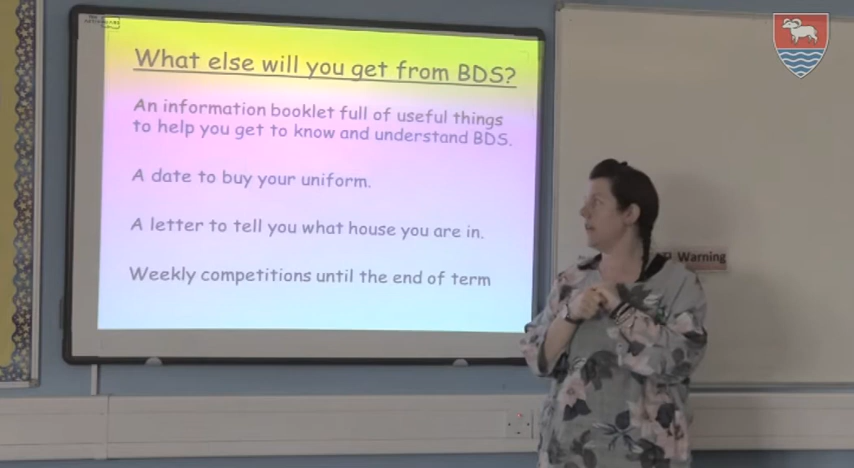 What else will you get from BDS?
An information booklet full of useful things
to help you get to know and understand BDS.
A date to buy your uniform.
A letter to tell you what house you are in.
Weekly competitions until the end of term
Warning